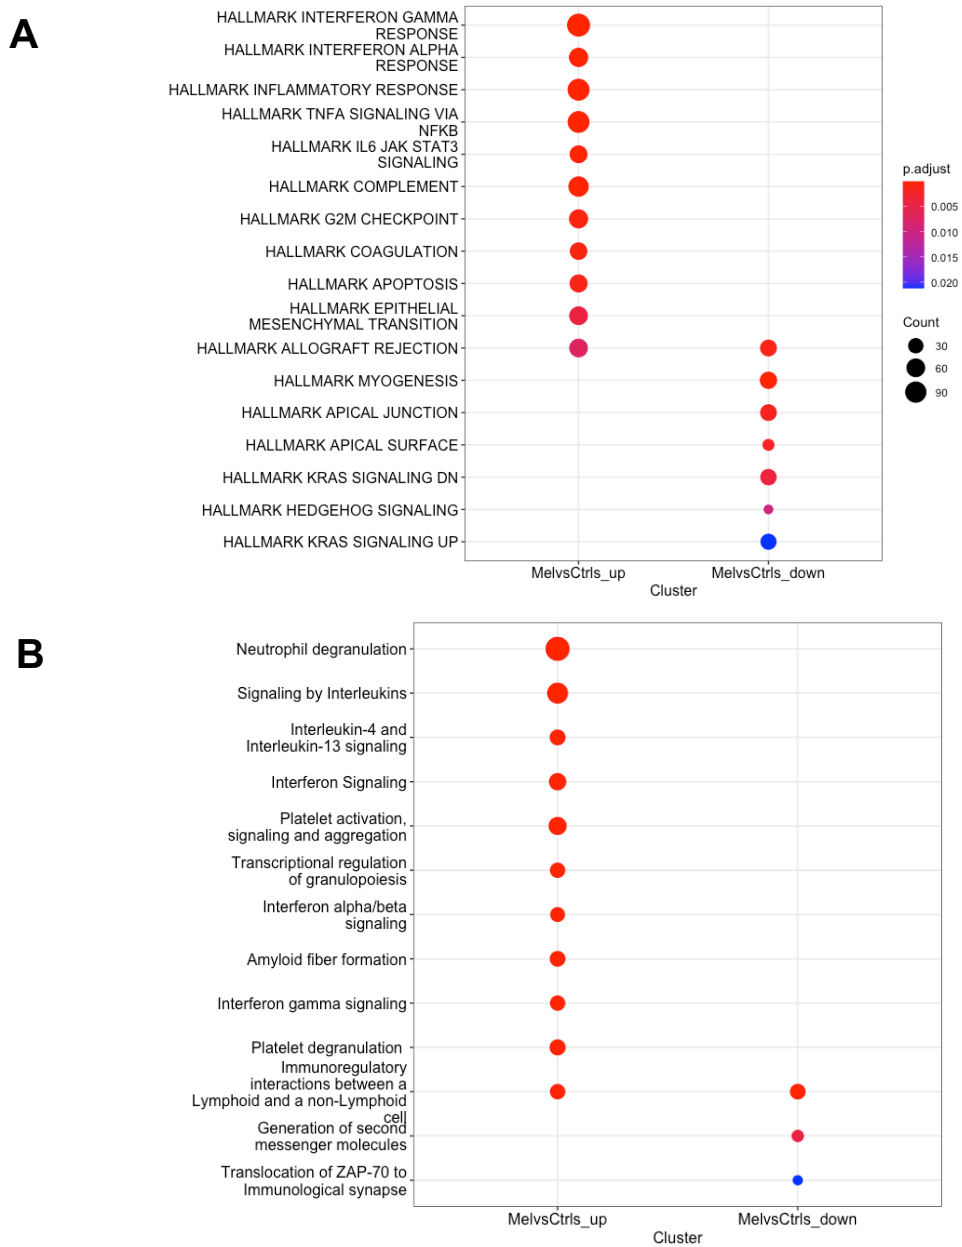 A
HALLMARK INTERFERON GAMMA
RESPONSE
HALLMARK INTERFERON ALPHA
RESPONSE
HALLMARK INFLAMMATORY RESPONSE
HALLMARK TNFA SIGNALING VIA
NFKB
HALLMARK IL6 JAK STAT3
SIGNALING
HALLMARK COMPLEMENT
HALLMARK G2M CHECKPOINT
HALLMARK COAGULATION
HALLMARK APOPTOSIS
HALLMARK EPITHELIAL
MESENCHYMAL TRANSITION
HALLMARK ALLOGRAFT REJECTION
HALLMARK MYOGENESIS
HALLMARK APICAL JUNCTION
HALLMARK APICAL SURFACE
HALLMARK KRAS SIGNALING DN
HALLMARK HEDGEHOG SIGNALING
HALLMARK KRAS SIGNALING UP
MelvsCtrls_up
MelvsCtrls_down
Cluster
p.adjust
0.005
0.010
0.015
0.020
Count
30
60
90
B
Neutrophil degranulation
Signaling by Interleukins
Interleukin-4 and
Interleukin-13 signaling
Interferon Signaling
Platelet activation,
signaling and aggregation
Transcriptional regulation
of granulopoiesis
Interferon alpha/beta
signaling
Amyloid fiber formation
Interferon gamma signaling
Platelet degranulation
Immunoregulatory
interactions between a
Lymphoid and a non-Lymphoid
cell
Generation of second
messenger molecules
Translocation of ZAP-70 to
Immunological synapse
MelvsCtrls_up
MelvsCtrls_down
Cluster